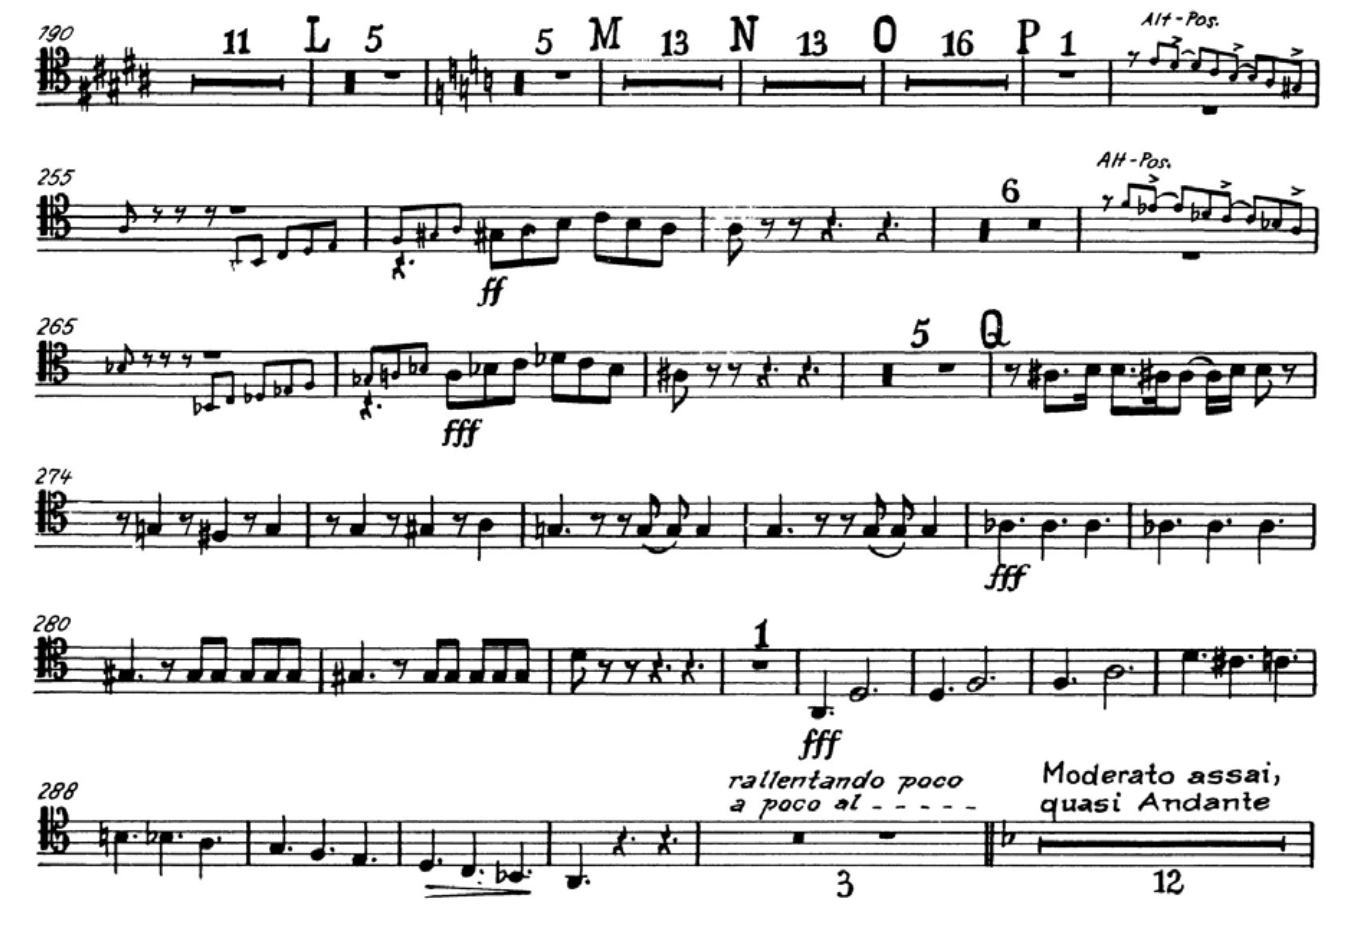 190 11 L 5 5 M 13 N 13 O 16 P 1 Alt-Pos.
255 ff 6 Alt-Pos.
265 fff 5 Q
274 fff
280 1 fff
rallentando poco Moderato assai,
288 a poco al - - - - - quasi Andante
3 12